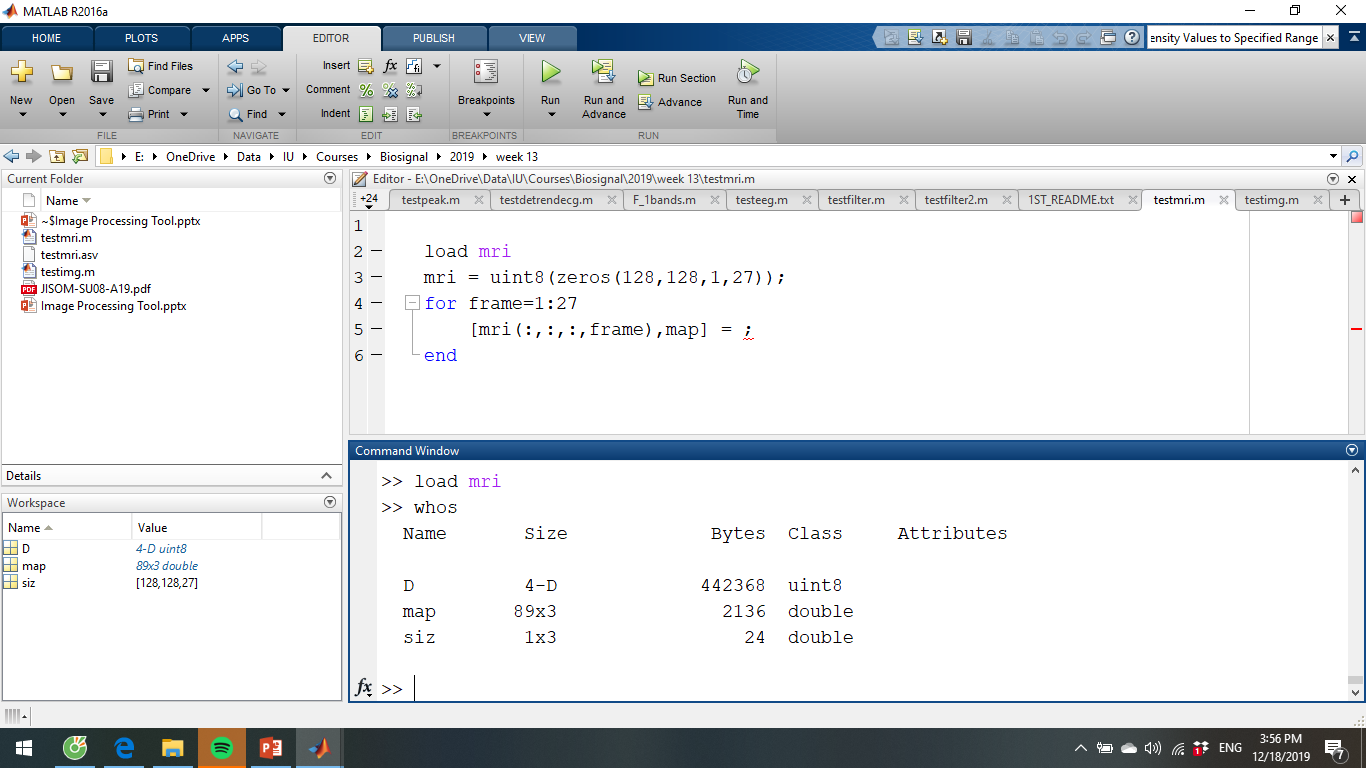 MATLAB R2016a
HOME PLOTS APPS EDITOR PUBLISH VIEW ensity Values to Specified Range
New Open Save Find Files Compare Print
FILE
Go To Find
NAVIGATE
Insert fx
Comment
Indent
EDIT
Breakpoints
BREAKPOINTS
Run Run and Advance Run Section Advance Run and Time
RUN
E: OneDrive Data IU Courses Biosignal 2019 week 13
Current Folder
Name
~$Image Processing Tool.pptx
testmri.m
testmri.asv
testimg.m
JISOM-SU08-A19.pdf
Image Processing Tool.pptx
Details
Workspace
Name Value
D 4-D uint8
map 89x3 double
siz [128,128,27]
Editor - E:\OneDrive\Data\IU\Courses\Biosignal\2019\week 13\testmri.m
+24 testpeak.m testdetrendecg.m F_1bands.m testeeg.m testfilter.m testfilter2.m 1ST_README.txt testmri.m testimg.m
1
2 load mri
3 mri = uint8(zeros(128,128,1,27));
4 for frame=1:27
5 [mri(:,:,:,frame),map] = ;
6 end
Command Window
>> load mri
>> whos
Name Size Bytes Class Attributes
D 4-D 442368 uint8
map 89x3 2136 double
siz 1x3 24 double
fx >>
ENG 3:56 PM
12/18/2019
1
7